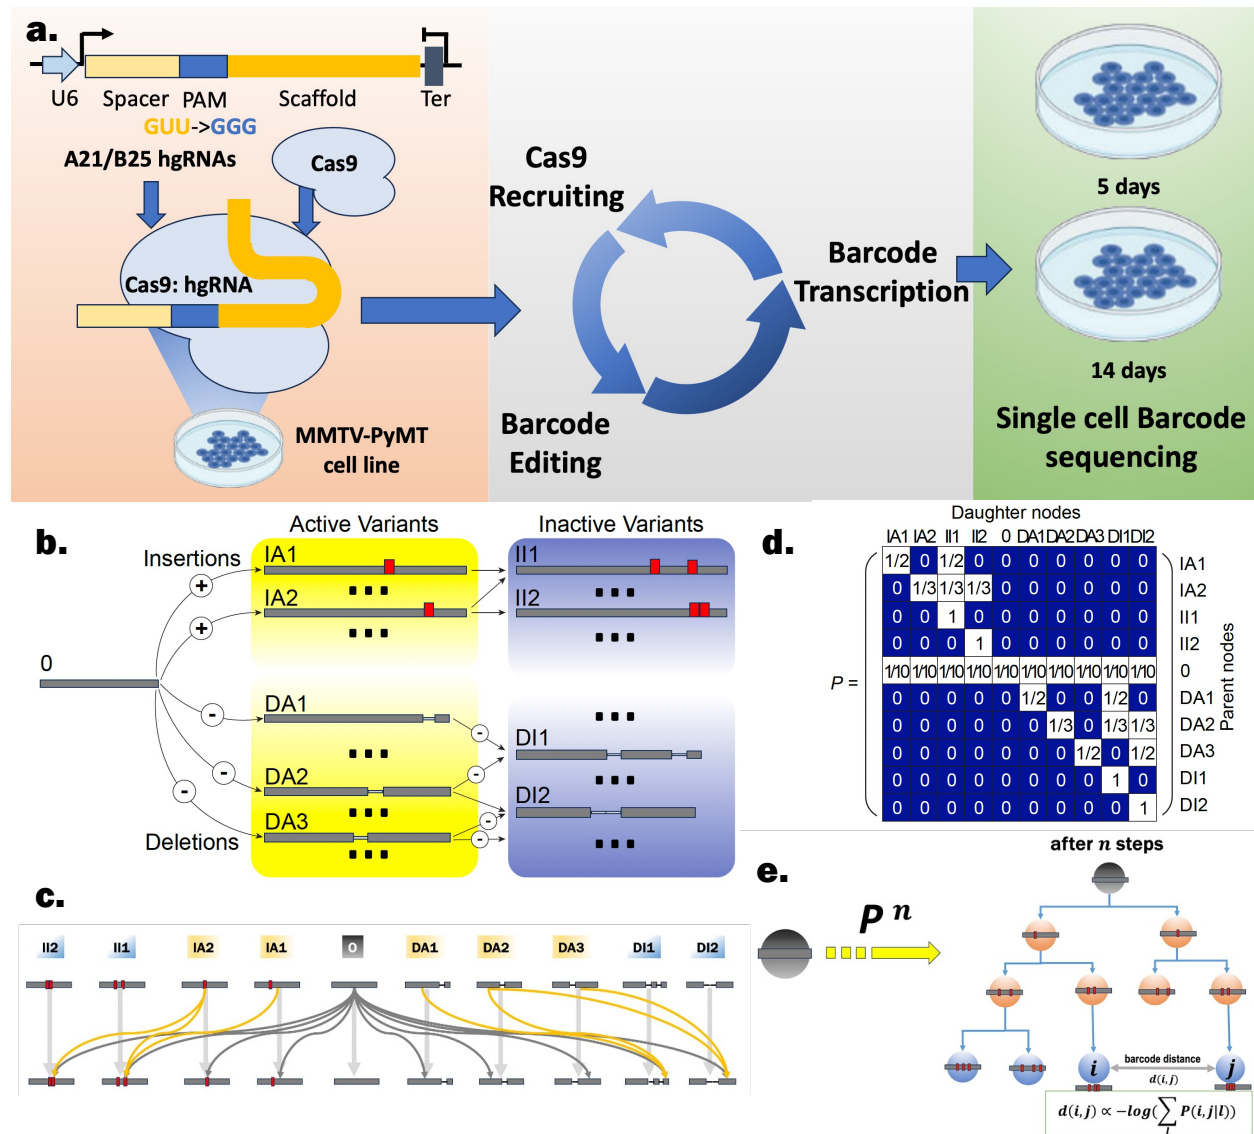 a.
U6 Spacer PAM Scaffold Ter
GUU->GGG
A21/B25 hgRNAs
Cas9
Cas9: hgRNA
MMTV-PyMT
cell line
Cas9
Recruiting
Barcode
Editing
Barcode
Transcription
5 days
14 days
Single cell Barcode
sequencing
b.
Active Variants
Inactive Variants
Insertions
IA1
II1
+
IA2
II2
+
0
DA1
-
-
DI1
DA2
-
-
DI2
-
DA3
-
-
Deletions
c.
II2 II1 IA2 IA1 0 DA1 DA2 DA3 DI1 DI2
d.
Daughter nodes
IA1 IA2 II1 II2 0 DA1 DA2 DA3 DI1 DI2
1/2 0 1/2 0 0 0 0 0 0 0 IA1
0 1/3 1/3 1/3 0 0 0 0 0 0 IA2
0 0 1 0 0 0 0 0 0 0 II1
0 0 0 1 0 0 0 0 0 0 II2
1/10 1/10 1/10 1/10 1/10 1/10 1/10 1/10 1/10 1/10 0
P =
0 0 0 0 0 1/2 0 0 1/2 0 DA1
0 0 0 0 0 0 1/3 0 1/3 1/3 DA2
0 0 0 0 0 0 0 1/2 0 1/2 DA3
0 0 0 0 0 0 0 0 1 0 DI1
0 0 0 0 0 0 0 0 0 1 DI2
Parent nodes
e.
after n steps
P n
i
barcode distance
d(i,j)
j
d(i,j) ∝ -log(∑ P(i,j|l))
l